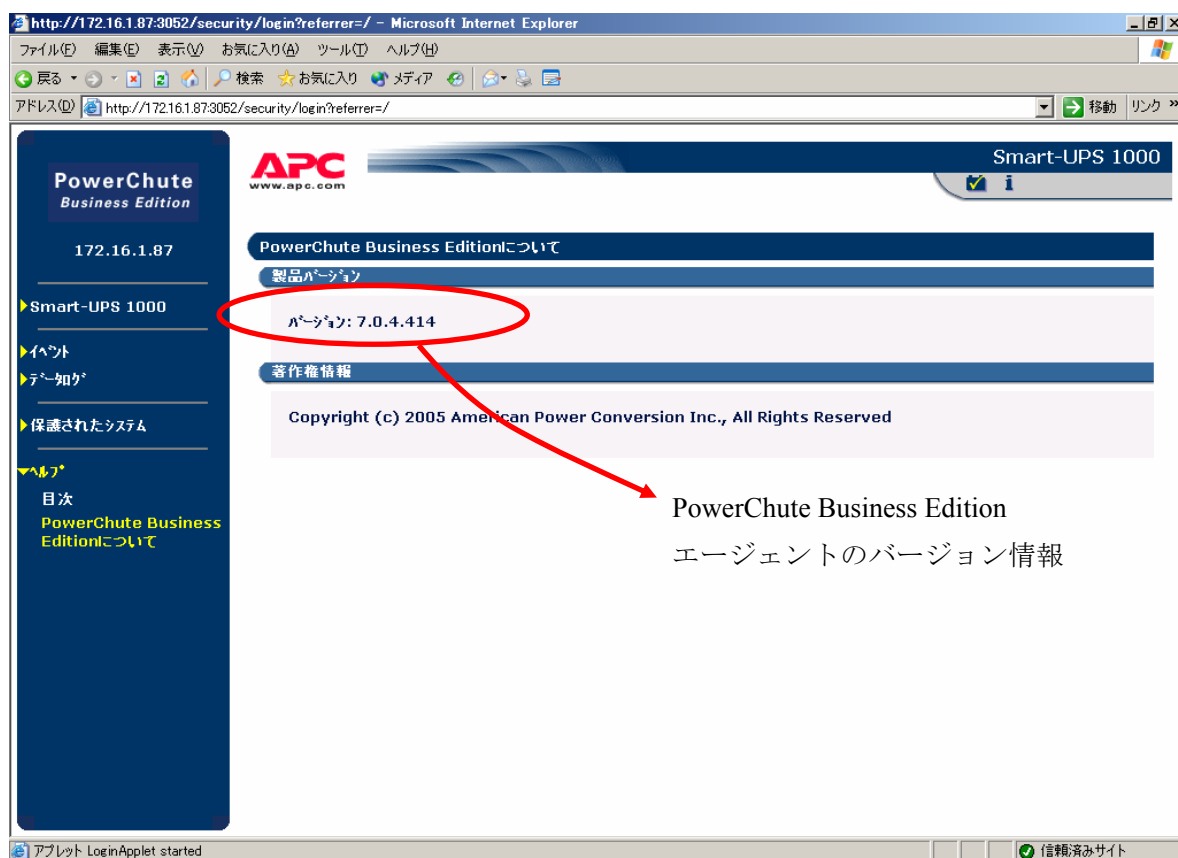 http://172.16.1.87:3052/security/login?referrer=/ - Microsoft Internet Explorer
ファイル(F) 編集(E) 表示(V) お気に入り(A) ツール(T) ヘルプ(H)
戻る 検索 お気に入り メディア
アドレス(D) http://172.16.1.87:3052/security/login?referrer=/ 移動 リンク »
PowerChute
Business Edition
172.16.1.87
Smart-UPS 1000
ｲﾍﾞﾝﾄ
ﾃﾞｰﾀﾛｸﾞ
保護されたｼｽﾃﾑ
ﾍﾙﾌﾟ
目次
PowerChute Business
Editionについて
APC
www.apc.com
Smart-UPS 1000
i
PowerChute Business Editionについて
製品ﾊﾞｰｼﾞｮﾝ
ﾊﾞｰｼﾞｮﾝ: 7.0.4.414
著作権情報
Copyright (c) 2005 American Power Conversion Inc., All Rights Reserved
PowerChute Business Edition
エージェントのバージョン情報
アプレット LoginApplet started
信頼済みサイト